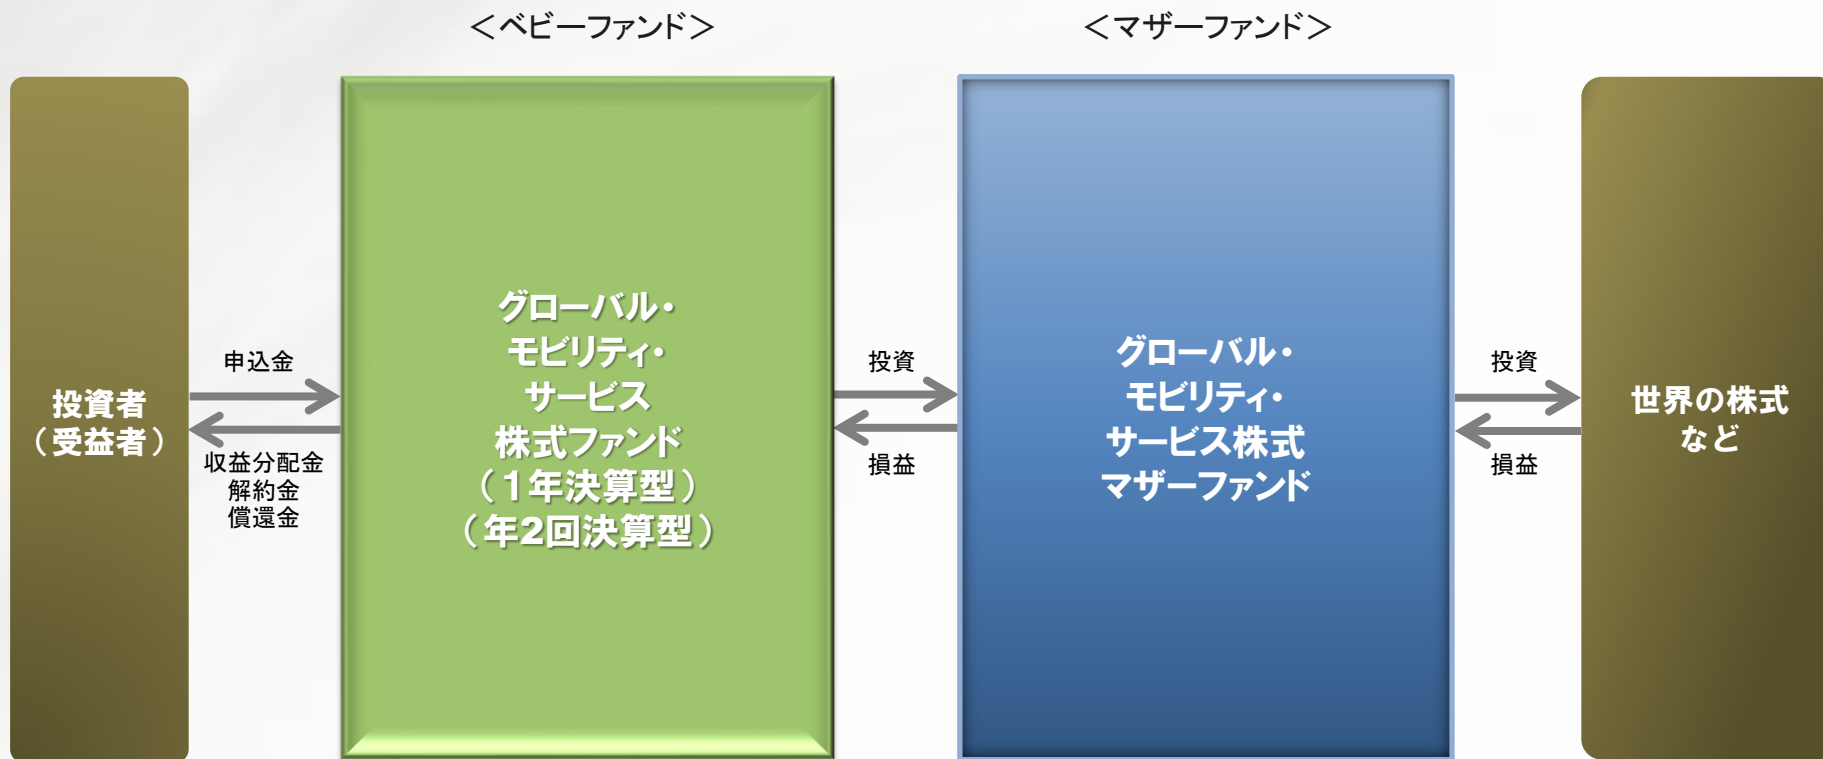 ＜ベビーファンド＞
＜マザーファンド＞
投資者
（受益者）
申込金
収益分配金
解約金
償還金
グローバル・
モビリティ・
サービス
株式ファンド
（1年決算型）
（年2回決算型）
投資
損益
グローバル・
モビリティ・
サービス株式
マザーファンド
投資
損益
世界の株式
など